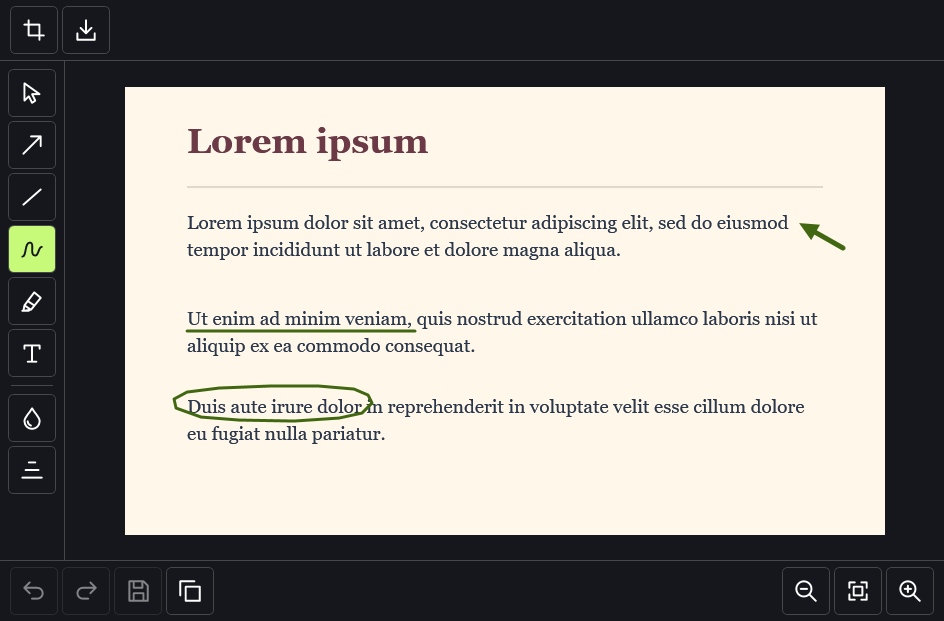 Lorem ipsum
Lorem ipsum dolor sit amet, consectetur adipiscing elit, sed do eiusmod
tempor incididunt ut labore et dolore magna aliqua.
Ut enim ad minim veniam, quis nostrud exercitation ullamco laboris nisi ut
aliquip ex ea commodo consequat.
Duis aute irure dolor in reprehenderit in voluptate velit esse cillum dolore
eu fugiat nulla pariatur.